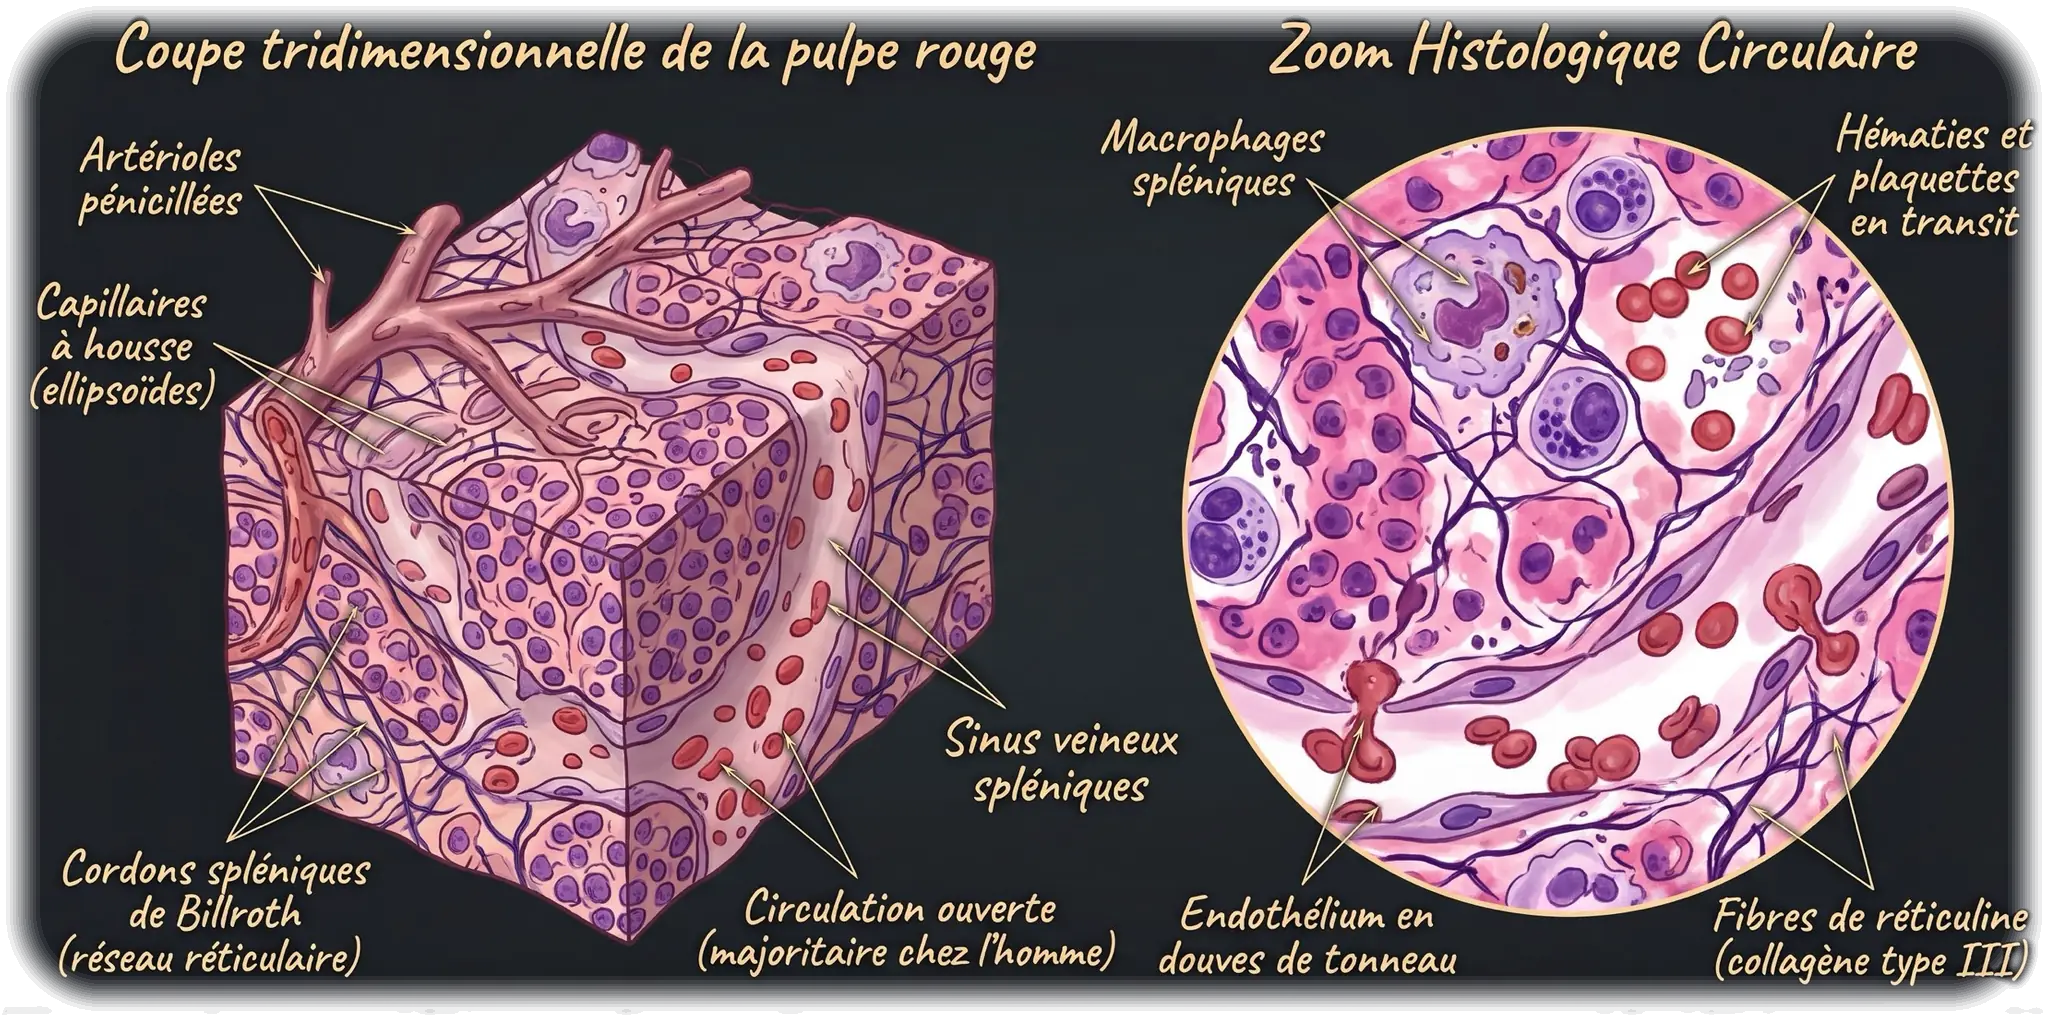 Coupe tridimensionnelle de la pulpe rouge
Artérioles
pénicillées
Capillaires
à housse
(ellipsoïdes)
Cordons spléniques
de Billroth
(réseau réticulaire)
Circulation ouverte
(majoritaire chez l'homme)
Sinus veineux
spléniques
Zoom Histologique Circulaire
Macrophages
spléniques
Hématies et
plaquettes
en transit
Endothélium en
douves de tonneau
Fibres de réticuline
(collagène type III)